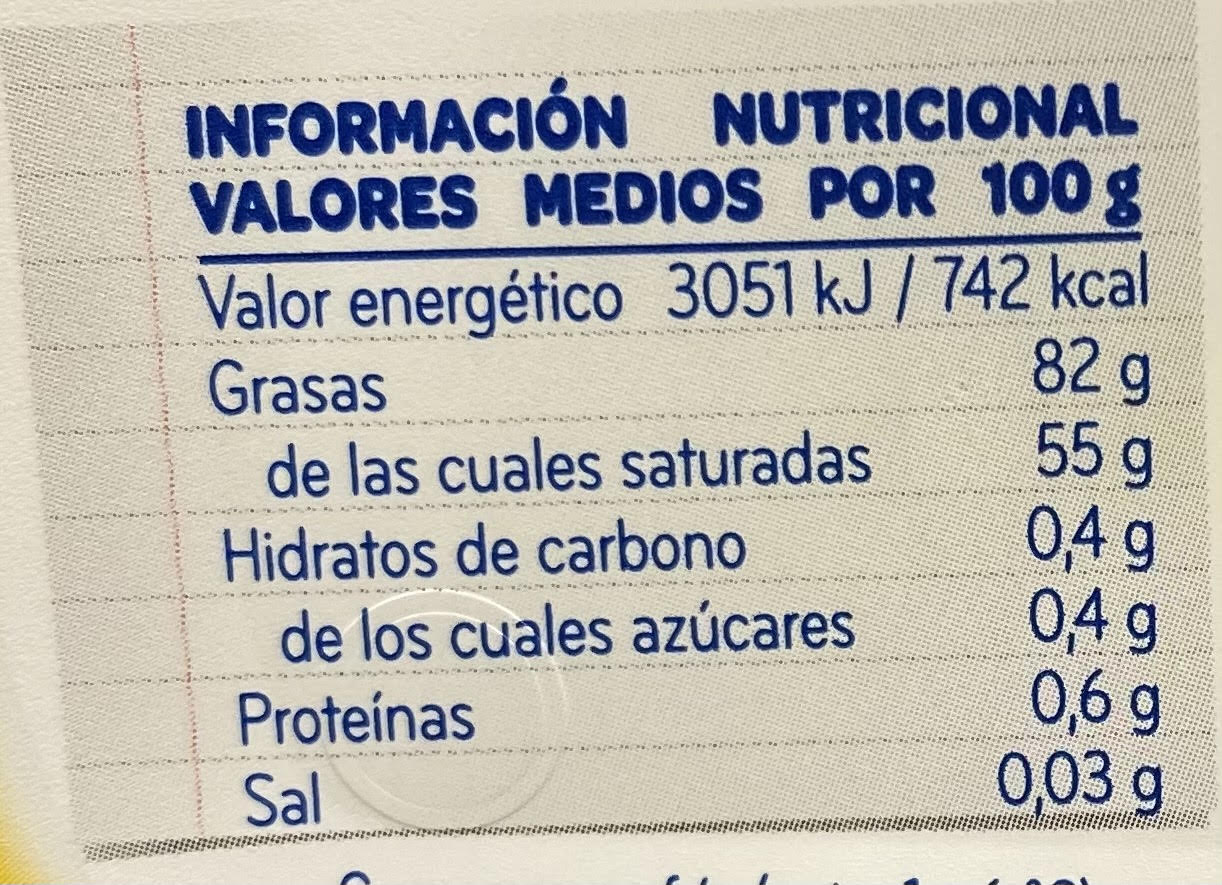 INFORMACIÓN NUTRICIONAL
VALORES MEDIOS POR 100 g
Valor energético 3051 kJ / 742 kcal
Grasas 82 g
de las cuales saturadas 55 g
Hidratos de carbono 0,4 g
de los cuales azúcares 0,4 g
Proteínas 0,6 g
Sal 0,03 g